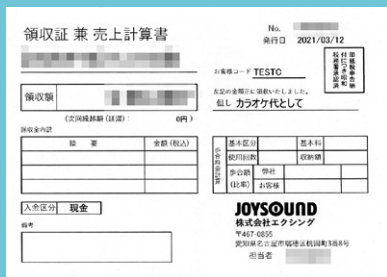 領収証 兼 売上計算書
No.
発行日 2021/03/12
お客様コード TESTC
領収額
左記の金額正に領収いたしました。
但し カラオケ代として
(次回繰越額(誤謬): 0円)
領収金内訳
摘 要
金額(税込)
基本区分
基本料
使用回数
収納額
歩合額
(比率)
弊社
お客様
入金区分 現金
備考
JOYSOUND
株式会社エクシング
〒467-0855
愛知県名古屋市瑞穂区桃園町3番8号
担当者